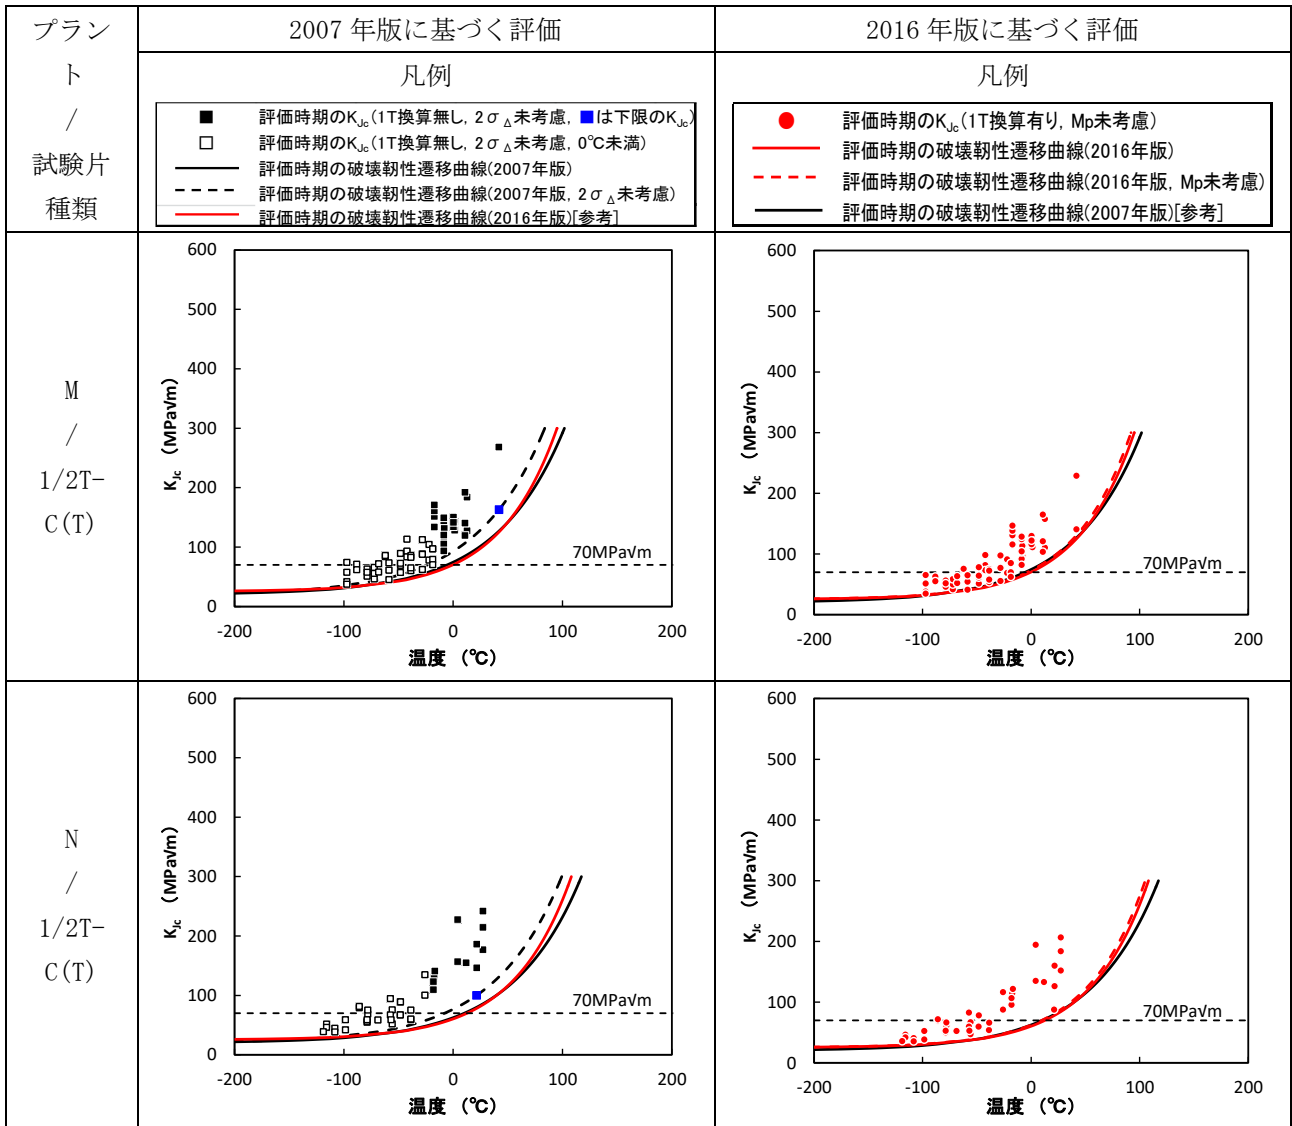 プラン
ト
/
試験片
種類
2007 年版に基づく評価
2016 年版に基づく評価
凡例
評価時期のKJc(1T換算無し, 2σΔ未考慮, ■は下限のKJc)
評価時期のKJc(1T換算無し, 2σΔ未考慮, 0℃未満)
評価時期の破壊靭性遷移曲線(2007年版)
評価時期の破壊靭性遷移曲線(2007年版, 2σΔ未考慮)
評価時期の破壊靭性遷移曲線(2016年版)[参考]
凡例
評価時期のKJc(1T換算有り, Mp未考慮)
評価時期の破壊靭性遷移曲線(2016年版)
評価時期の破壊靭性遷移曲線(2016年版, Mp未考慮)
評価時期の破壊靭性遷移曲線(2007年版)[参考]
M
/
1/2T-
C(T)
KJc (MPa√m)
600
500
400
300
200
100
0
70MPa√m
-200 -100 0 100 200
温度 (℃)
KJc (MPa√m)
600
500
400
300
200
100
0
70MPa√m
-200 -100 0 100 200
温度 (℃)
N
/
1/2T-
C(T)
KJc (MPa√m)
600
500
400
300
200
100
0
70MPa√m
-200 -100 0 100 200
温度 (℃)
KJc (MPa√m)
600
500
400
300
200
100
0
70MPa√m
-200 -100 0 100 200
温度 (℃)